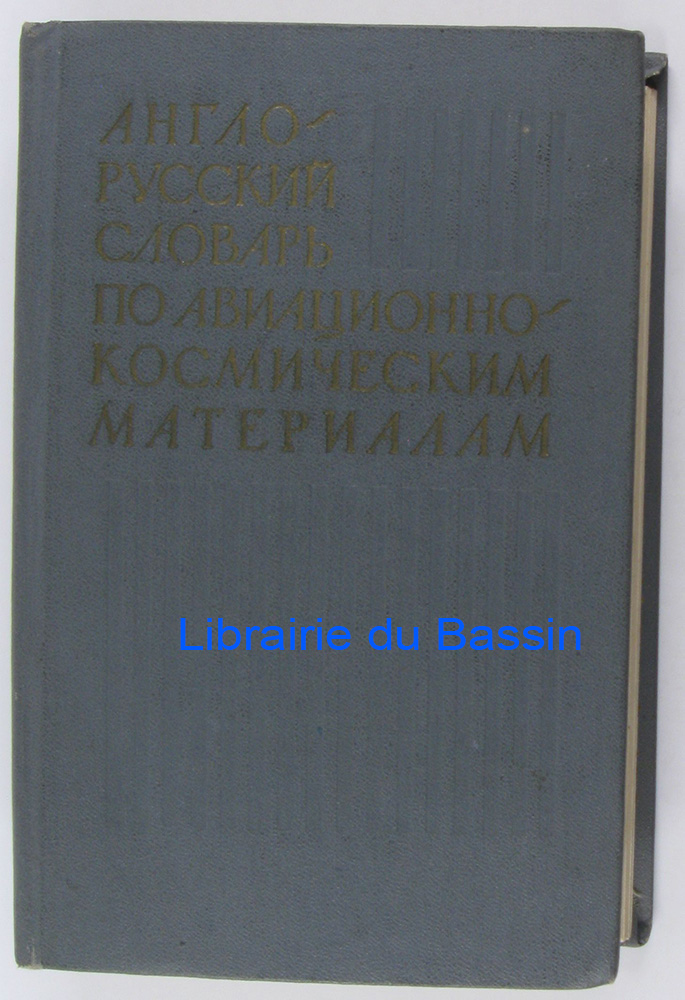 АНГЛО-
РУССКИЙ
СЛОВАРЬ
ПО АВИАЦИОННО-
КОСМИЧЕСКИМ
МАТЕРИАЛАМ
Librairie du Bassin